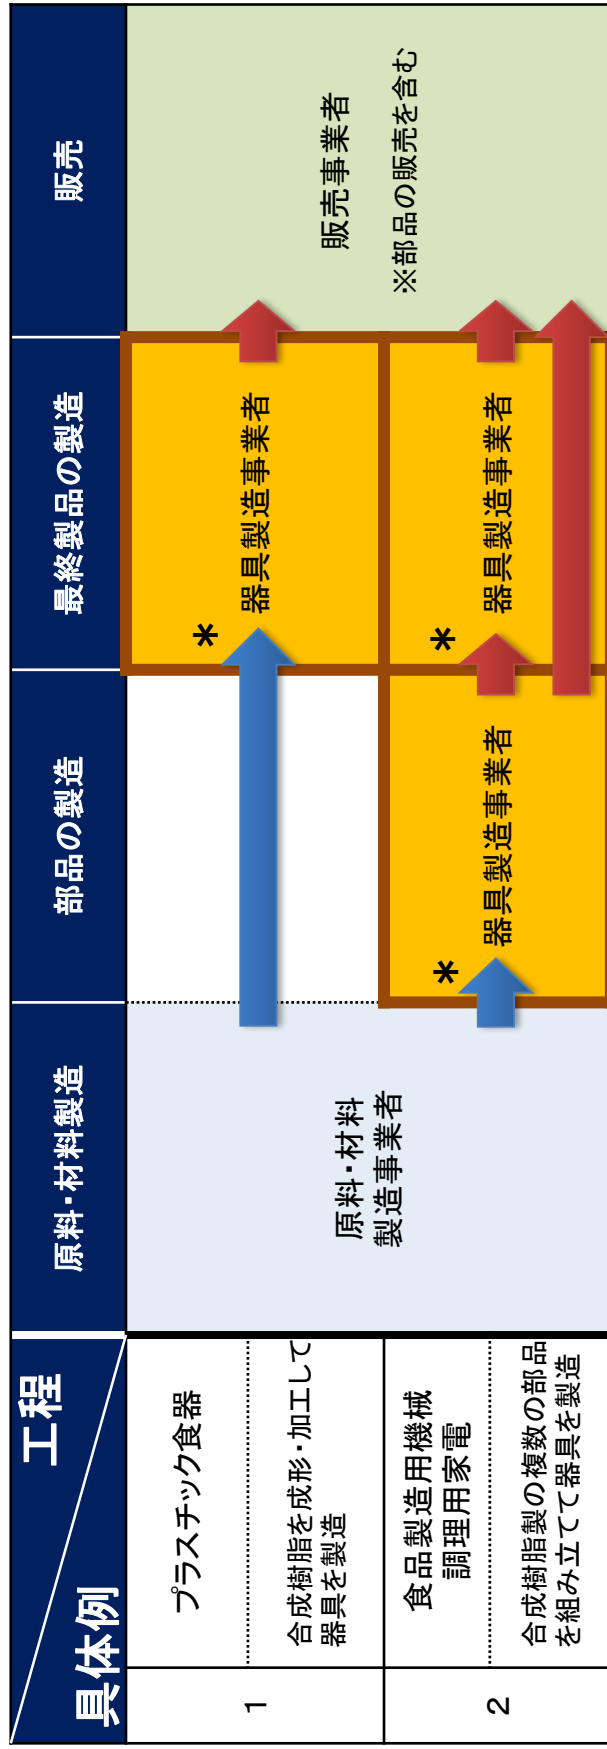 具体例
工程
原料・材料製造
部品の製造
最終製品の製造
販売
1
プラスチック食器
合成樹脂を成形・加工して
器具を製造
原料・材料
製造事業者
*
器具製造事業者
販売事業者
※部品の販売を含む
2
食品製造用機械
調理用家電
合成樹脂製の複数の部品
を組み立てて器具を製造
*
器具製造事業者
*
器具製造事業者